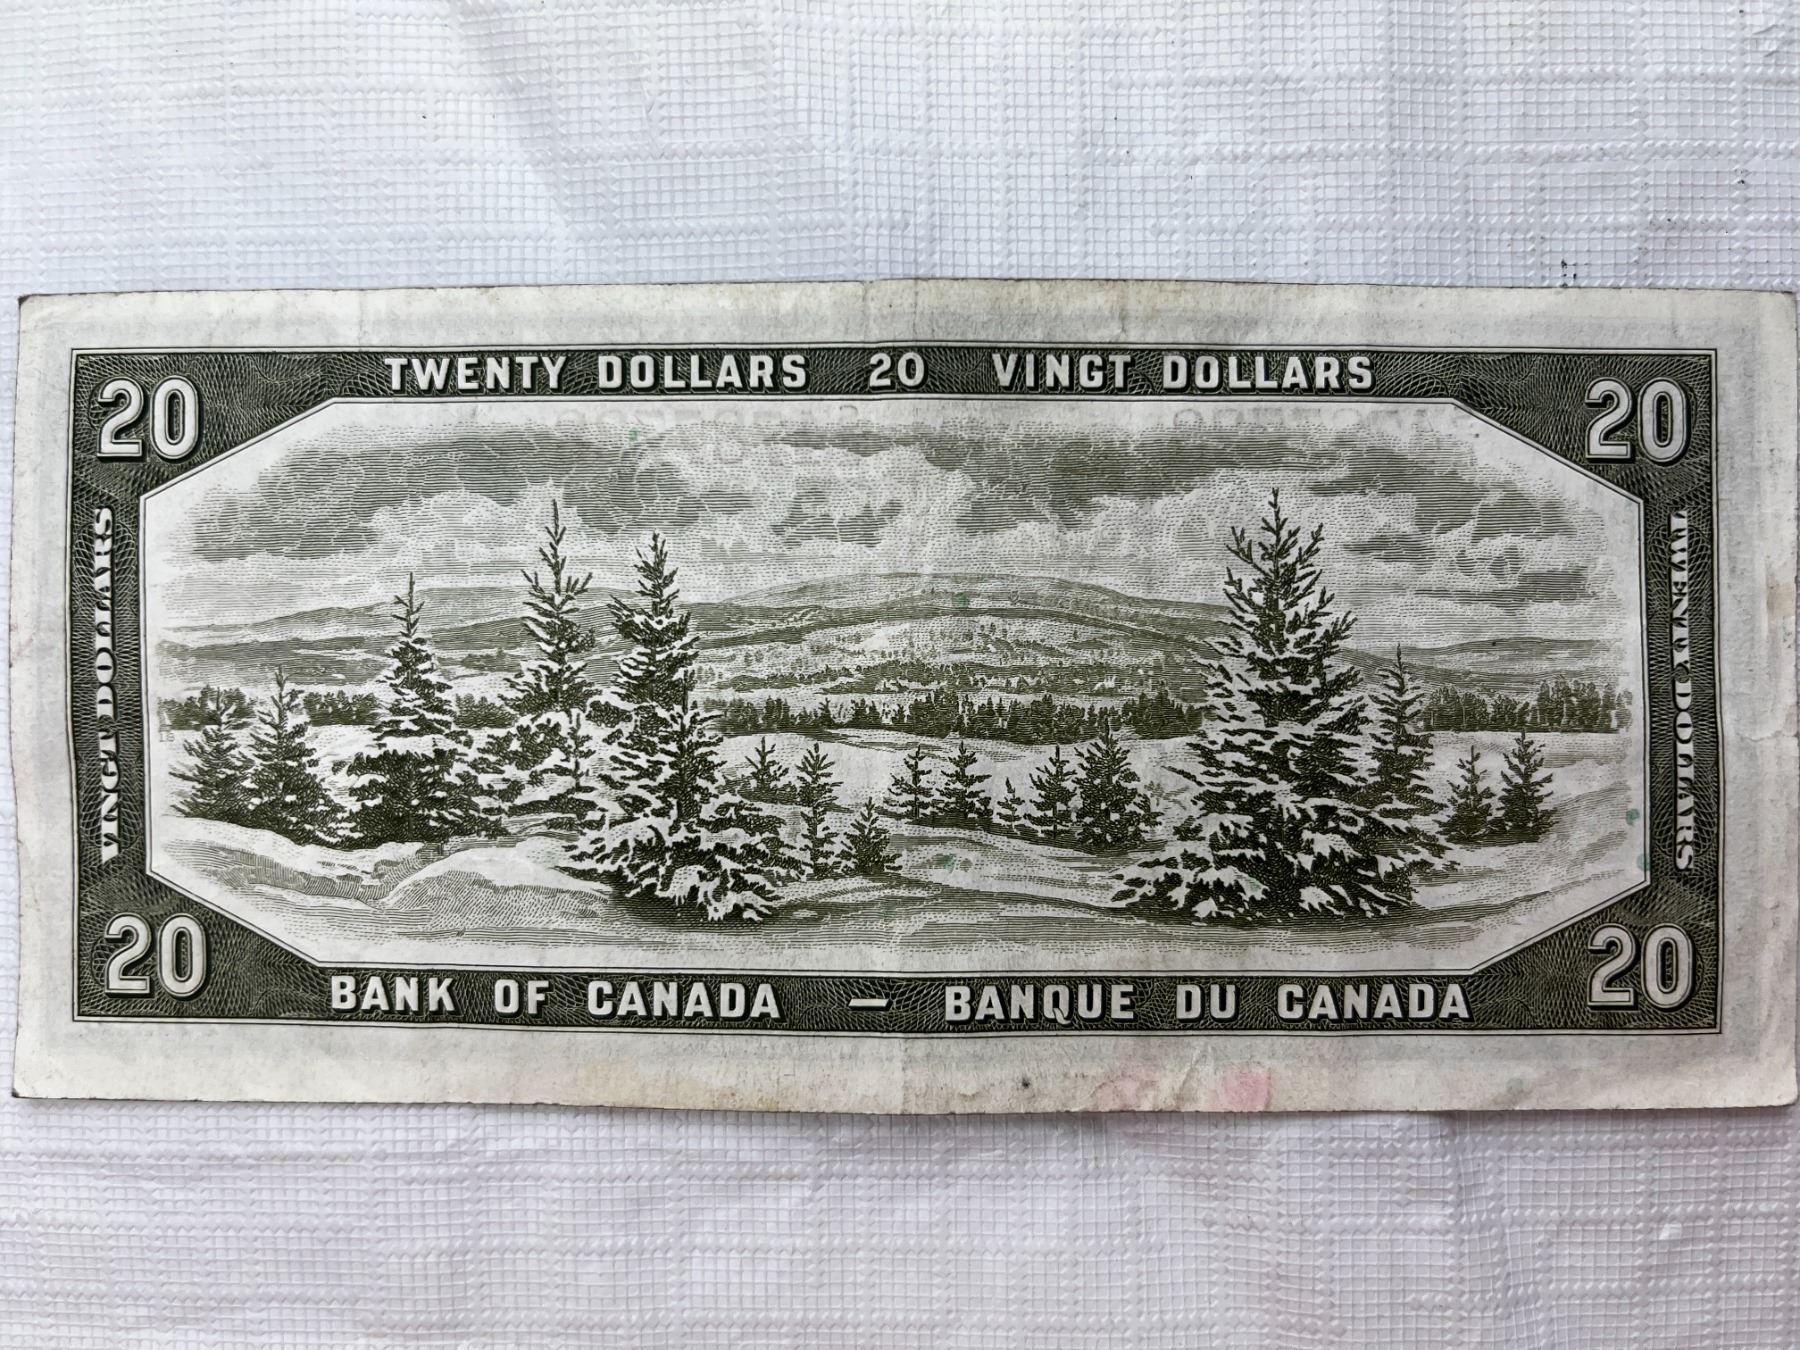 TWENTY DOLLARS 20 VINGT DOLLARS
20
20
VINGT DOLLARS
TWENTY DOLLARS
20
20
BANK OF CANADA — BANQUE DU CANADA